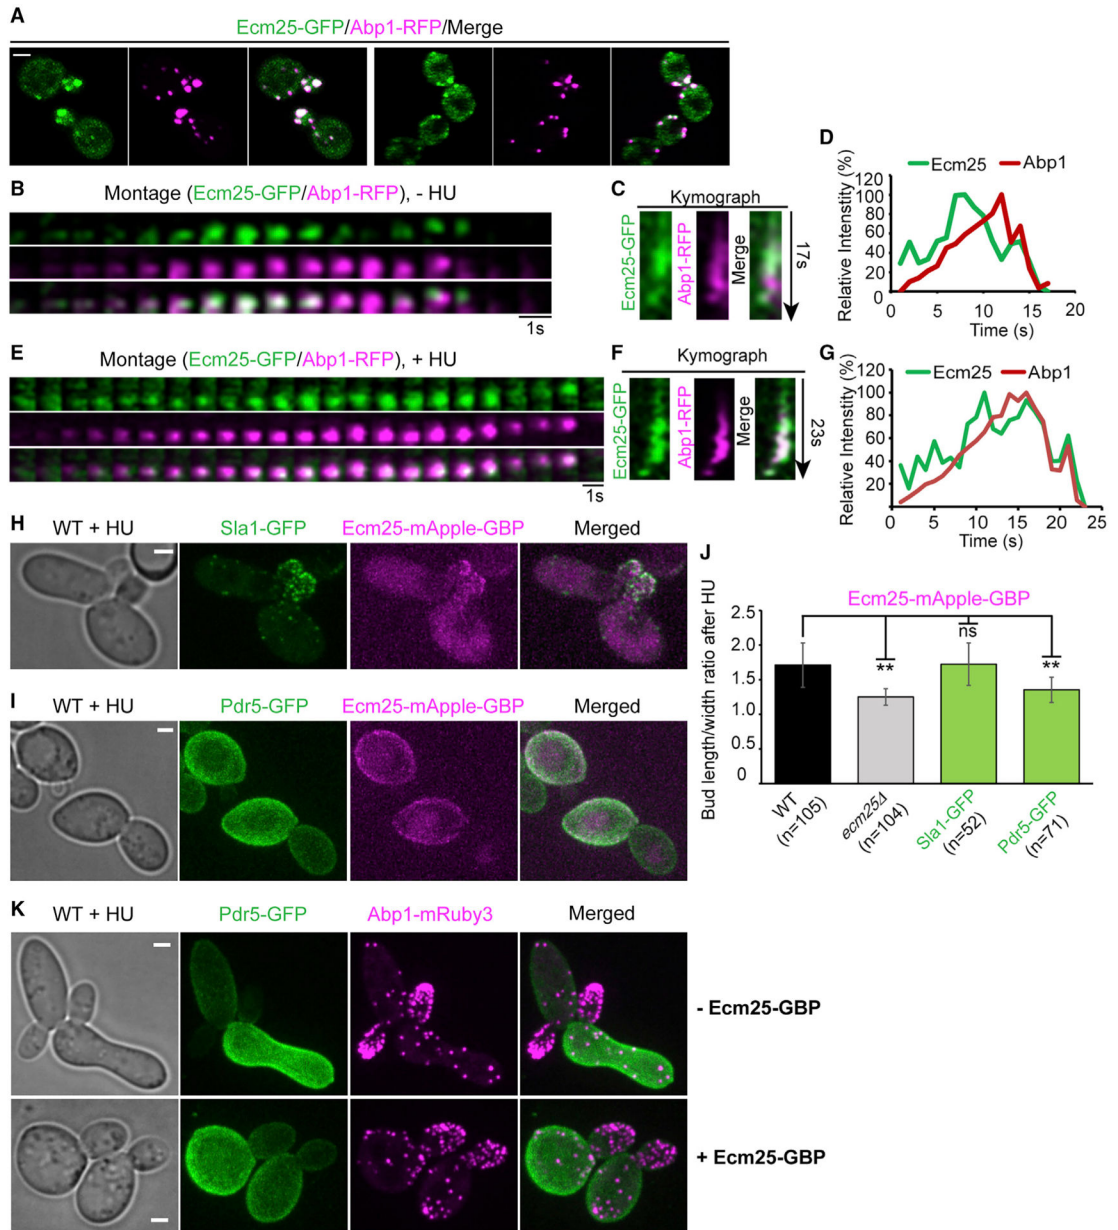 A
Ecm25-GFP/Abp1-RFP/Merge
B
Montage (Ecm25-GFP/Abp1-RFP), - HU
1s
C
Kymograph
Ecm25-GFP
Abp1-RFP
Merge
17s
D
Ecm25
Abp1
Relative Intenstity (%)
120
100
80
60
40
20
0
5
10
15
20
Time (s)
E
Montage (Ecm25-GFP/Abp1-RFP), + HU
1s
F
Kymograph
Ecm25-GFP
Abp1-RFP
Merge
23s
G
Ecm25
Abp1
Relative Intensity (%)
120
100
80
60
40
20
0
5
10
15
20
25
Time (s)
H
WT + HU
Sla1-GFP
Ecm25-mApple-GBP
Merged
I
WT + HU
Pdr5-GFP
Ecm25-mApple-GBP
Merged
J
Ecm25-mApple-GBP
Bud length/width ratio after HU
2.5
2.0
1.5
1.0
0.5
0
**
ns
**
WT
(n=105)
ecm25Δ
(n=104)
Sla1-GFP
(n=52)
Pdr5-GFP
(n=71)
K
WT + HU
Pdr5-GFP
Abp1-mRuby3
Merged
- Ecm25-GBP
+ Ecm25-GBP